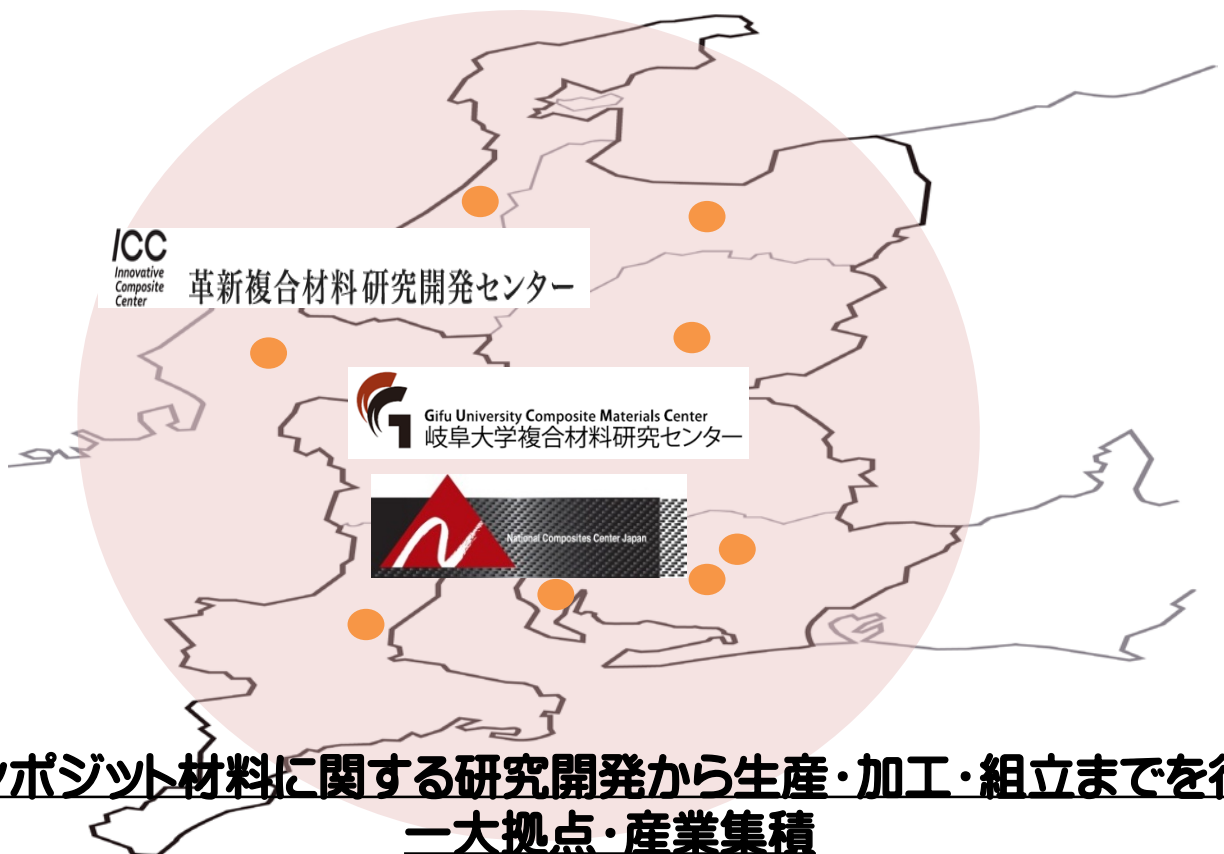 ICC
Innovative
Composite
Center
革新複合材料研究開発センター
Gifu University Composite Materials Center
岐阜大学複合材料研究センター
National Composites Center Japan
ンポジット材料に関する研究開発から生産・加工・組立までを行
一大拠点・産業集積